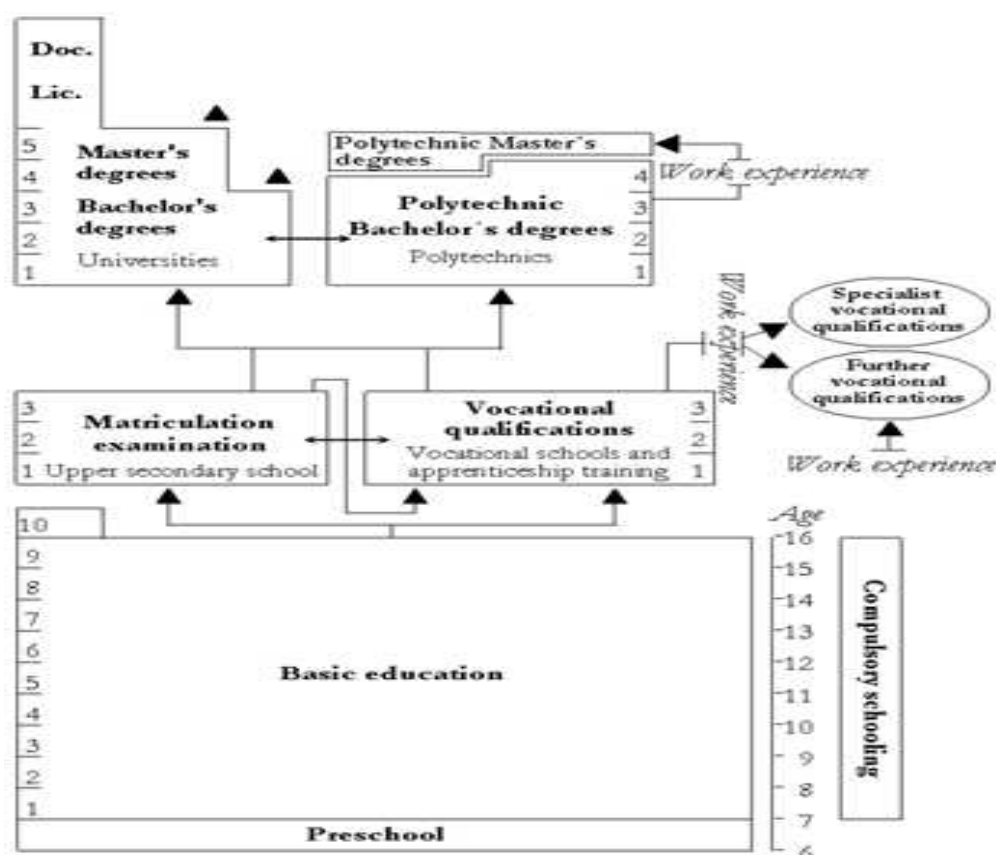 Doc.
Lic.
5
4
3
2
1
Master's
degrees
Bachelor's
degrees
Universities
Polytechnic Master´s
degrees
Polytechnic
Bachelor´s degrees
Polytechnics
4
3
2
1
Work experience
Work experience
Specialist
vocational
qualifications
Further
vocational
qualifications
Work experience
3
2
1
Matriculation
examination
Upper secondary school
Vocational
qualifications
Vocational schools and
apprenticeship training
3
2
1
10
9
8
7
6
5
4
3
2
1
Basic education
Preschool
Age
16
15
14
13
12
11
10
9
8
7
6
Compulsory schooling